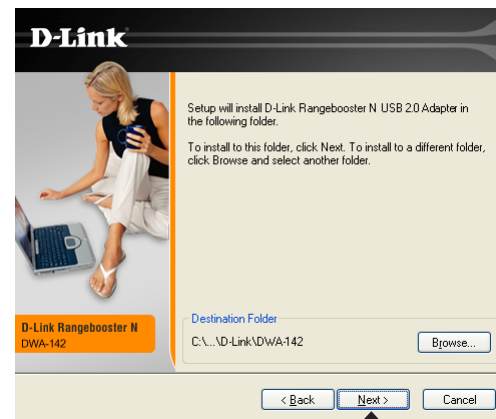 D-Link
Setup will install D-Link Rangebooster N USB 2.0 Adapter in
the following folder.
To install to this folder, click Next. To install to a different folder,
click Browse and select another folder.
D-Link Rangebooster N
DWA-142
Destination Folder
C:\...\D-Link\DWA-142
Browse...
< Back
Next >
Cancel